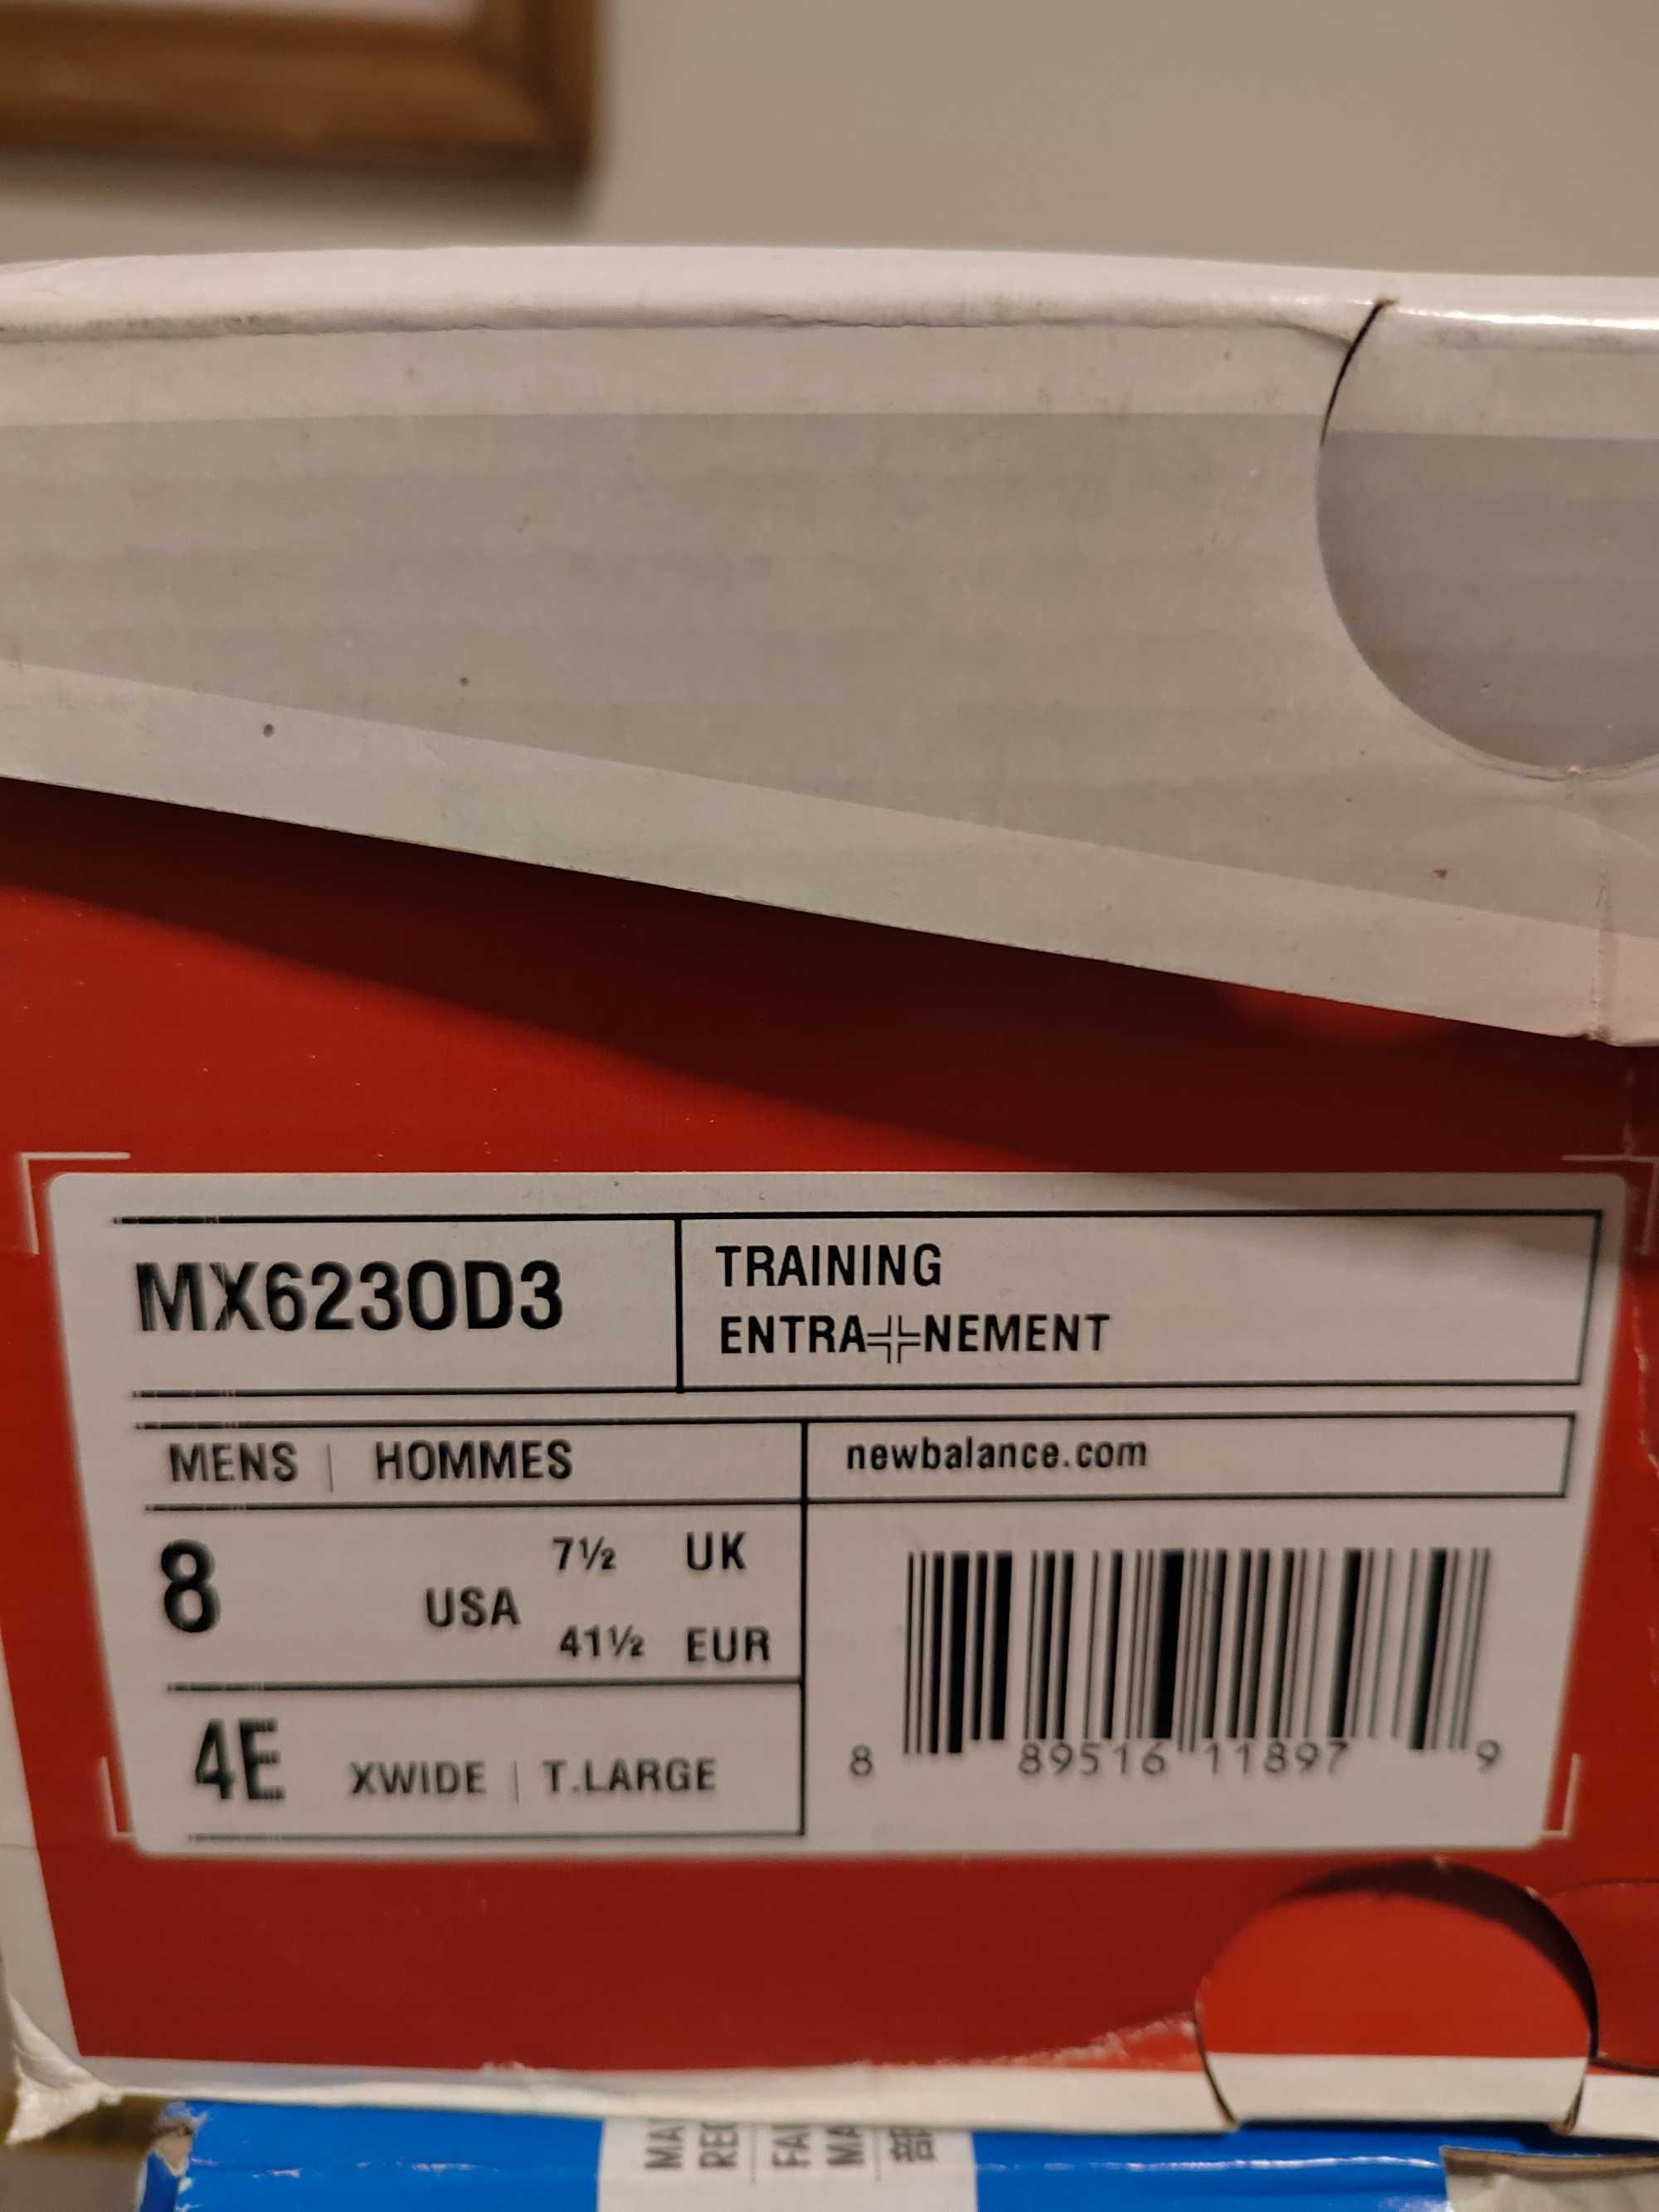 MX623OD3
TRAINING
ENTRA╬NEMENT
MENS | HOMMES
newbalance.com
8 USA
7½ UK
41½ EUR
4E XWIDE | T.LARGE
8 89516 11897 9